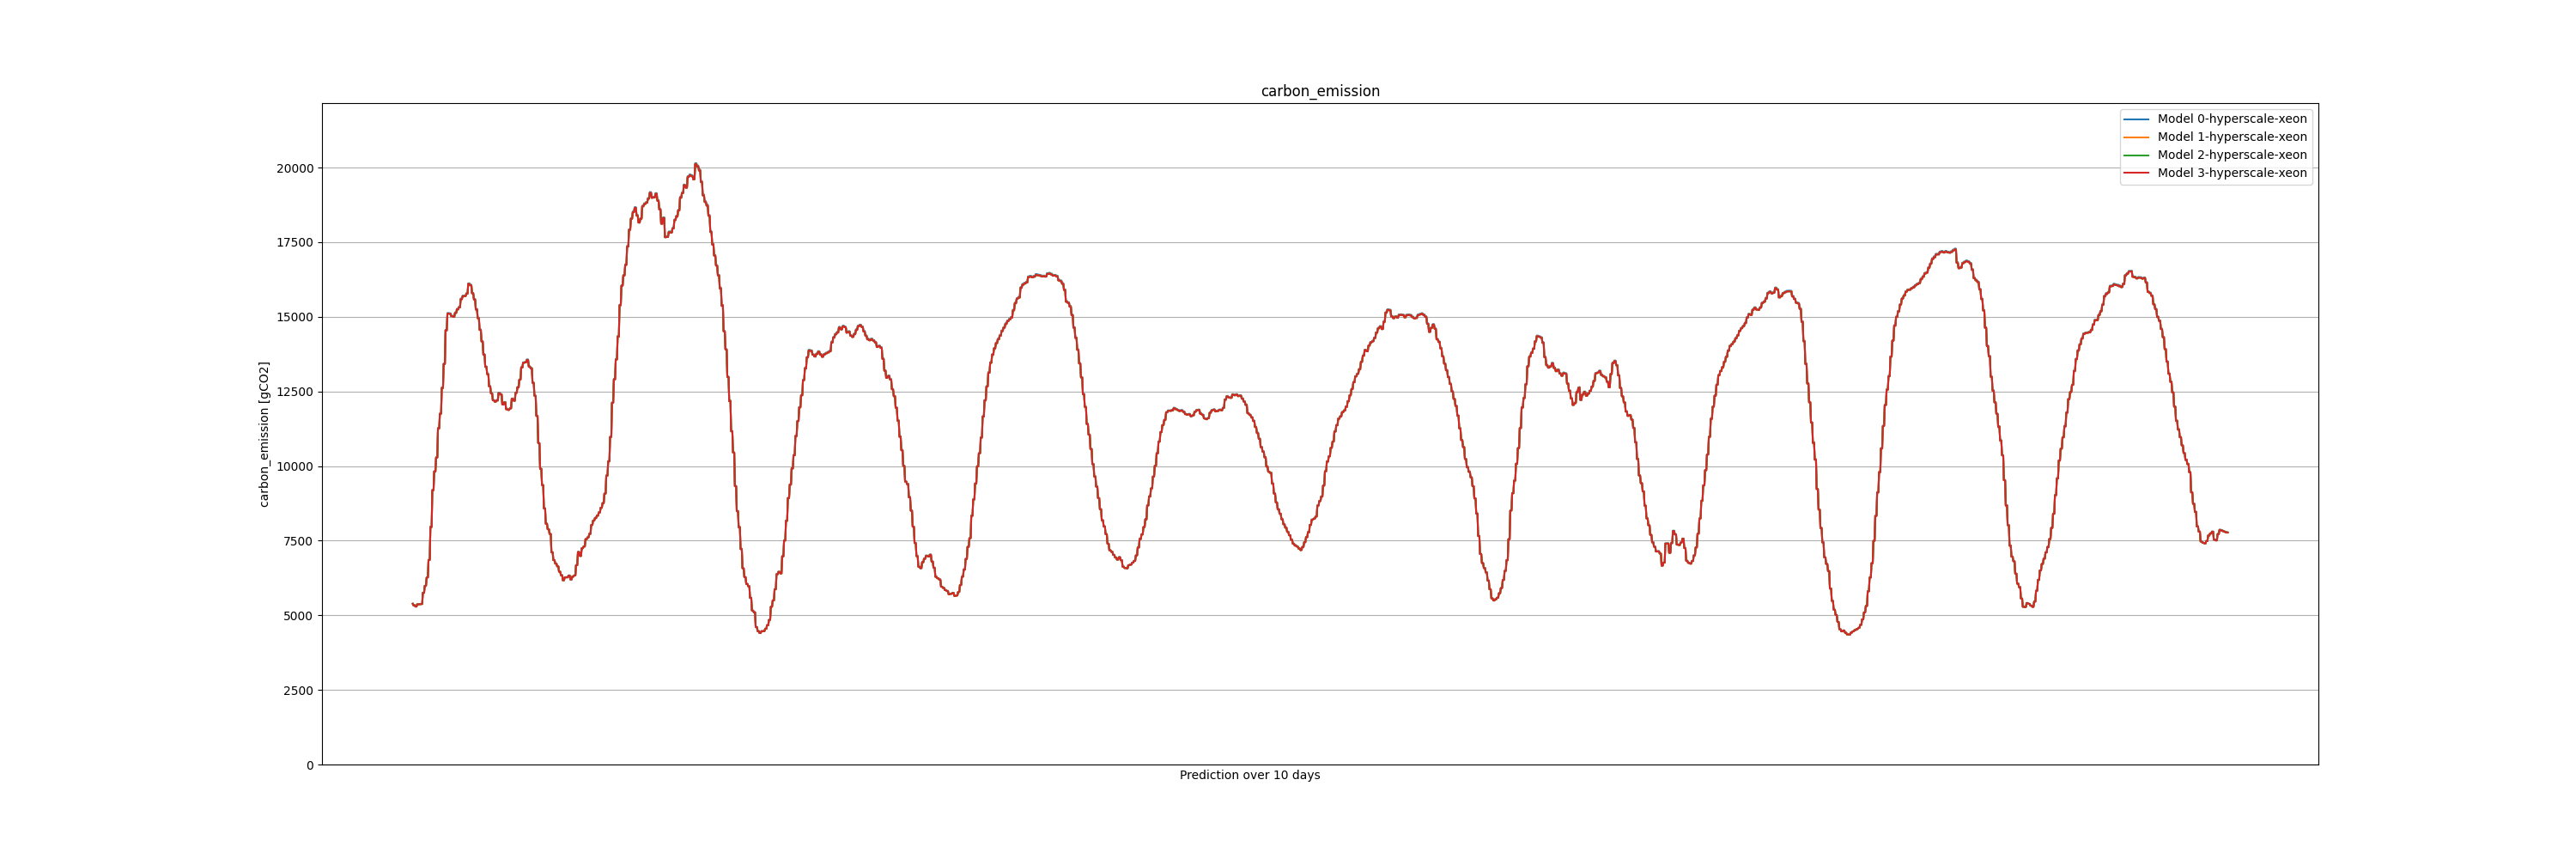 carbon_emission
Model 0-hyperscale-xeon
Model 1-hyperscale-xeon
Model 2-hyperscale-xeon
Model 3-hyperscale-xeon
20000
17500
15000
12500
10000
7500
5000
2500
0
carbon_emission [gCO2]
Prediction over 10 days